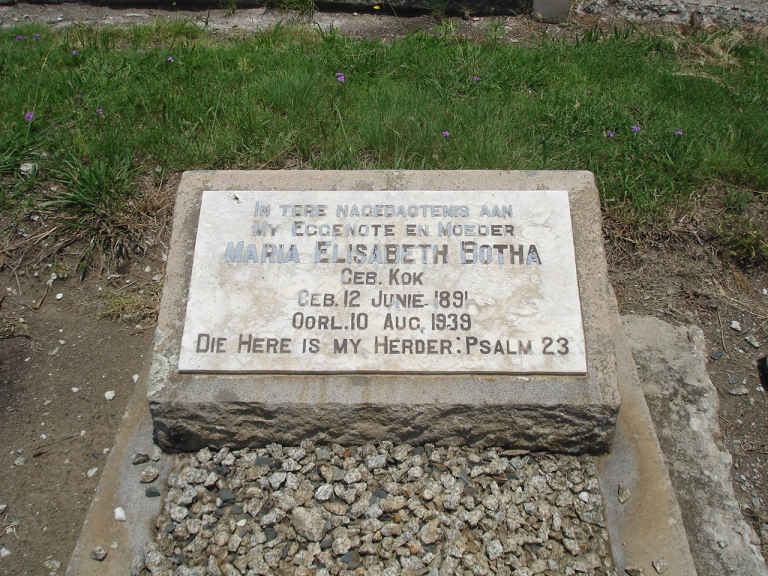 IN TERE NAGEDAGTENIS AAN
MY EGGENOTE EN MOEDER
MARIA ELISABETH BOTHA
GEB. KOK
GEB. 12 JUNIE 1891
OORL. 10 AUG. 1939
DIE HERE IS MY HERDER: PSALM 23